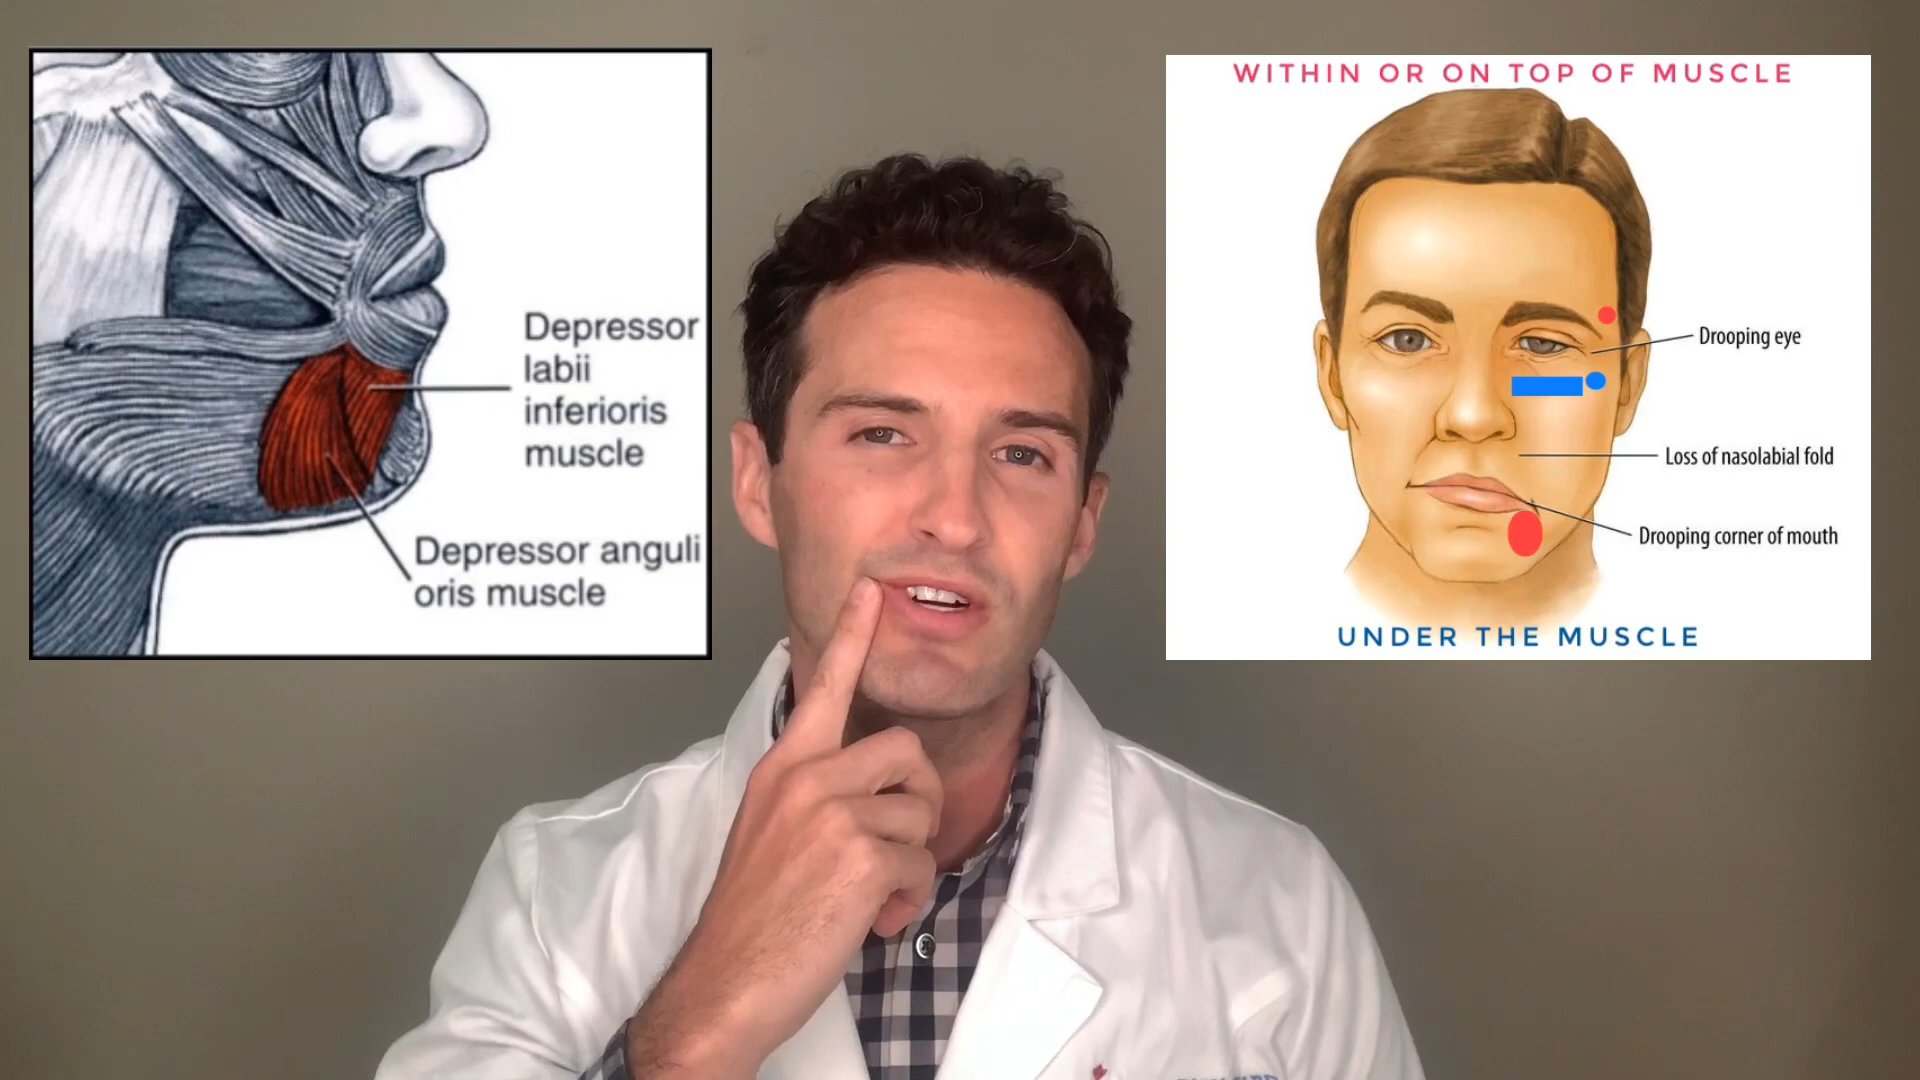 Depressor
labii
inferioris
muscle
Depressor anguli
oris muscle
WITHIN OR ON TOP OF MUSCLE
Drooping eye
Loss of nasolabial fold
Drooping corner of mouth
UNDER THE MUSCLE